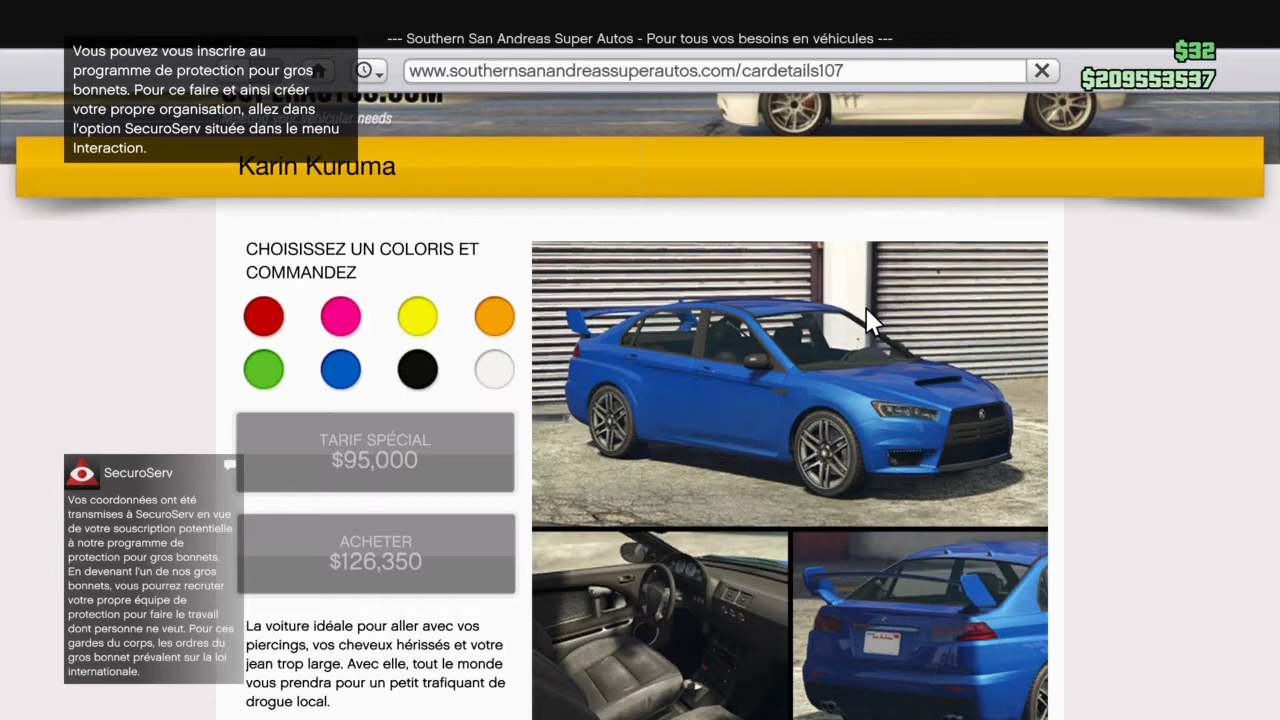 --- Southern San Andreas Super Autos - Pour tous vos besoins en véhicules ---
Vous pouvez vous inscrire au
programme de protection pour gros
bonnets. Pour ce faire et ainsi créer
votre propre organisation, allez dans
l'option SecuroServ située dans le menu
Interaction.
www.southernsanandreassuperautos.com/cardetails107
$32
$209553537
SUPERAUTOS.COM
vehicular needs
Karin Kuruma
CHOISISSEZ UN COLORIS ET
COMMANDEZ
TARIF SPÉCIAL
$95,000
ACHETER
$126,350
SecuroServ
Vos coordonnées ont été
transmises à SecuroServ en vue
de votre souscription potentielle
à notre programme de
protection pour gros bonnets.
En devenant l'un de nos gros
bonnets, vous pourrez recruter
votre propre équipe de
protection pour faire le travail
dont personne ne veut. Pour ces
gardes du corps, les ordres du
gros bonnet prévalent sur la loi
internationale.
La voiture idéale pour aller avec vos
piercings, vos cheveux hérissés et votre
jean trop large. Avec elle, tout le monde
vous prendra pour un petit trafiquant de
drogue local.